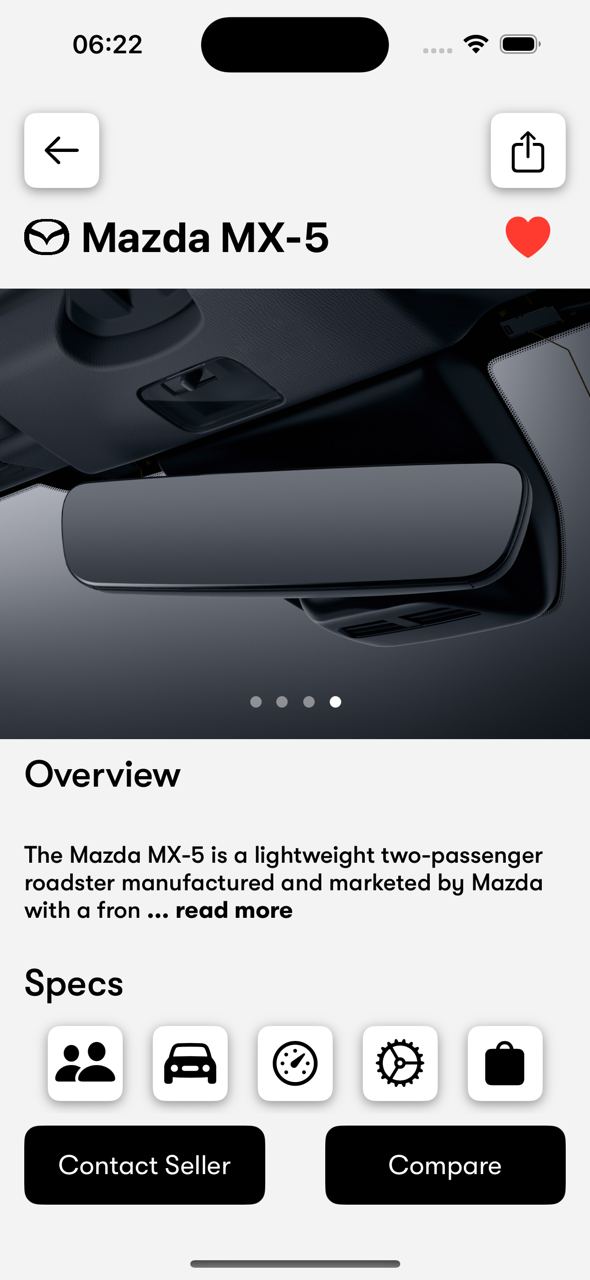 06:22
Mazda MX-5
Overview
The Mazda MX-5 is a lightweight two-passenger
roadster manufactured and marketed by Mazda
with a fron ... read more
Specs
Contact Seller
Compare